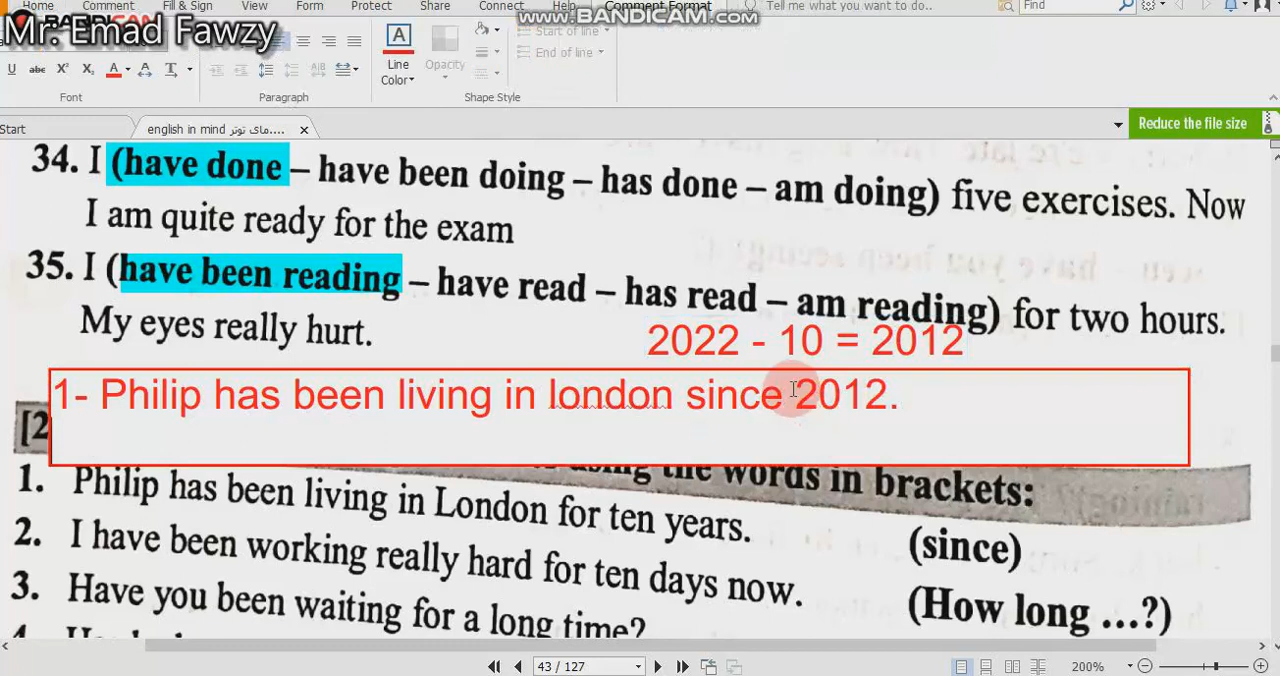 Home Comment Fill & Sign View Form Protect Share Connect Help Comment Format Tell me what you want to do.. Find
www.BANDICAM.com
Mr: Emad Fawzy
U abc X² X₂ A A T
Line Color Opacity Start of line
End of line
Font Paragraph Shape Style
Start english in mind ماى توتر.... × Reduce the file size
34. I (have done – have been doing – has done – am doing) five exercises. Now
I am quite ready for the exam
35. I (have been reading – have read – has read – am reading) for two hours.
My eyes really hurt.
2022 - 10 = 2012
1- Philip has been living in london since 2012.
[2
using the words in brackets:
1. Philip has been living in London for ten years. (since)
2. I have been working really hard for ten days now. (How long ...?)
3. Have you been waiting for a long time?
4.
43 / 127 200%